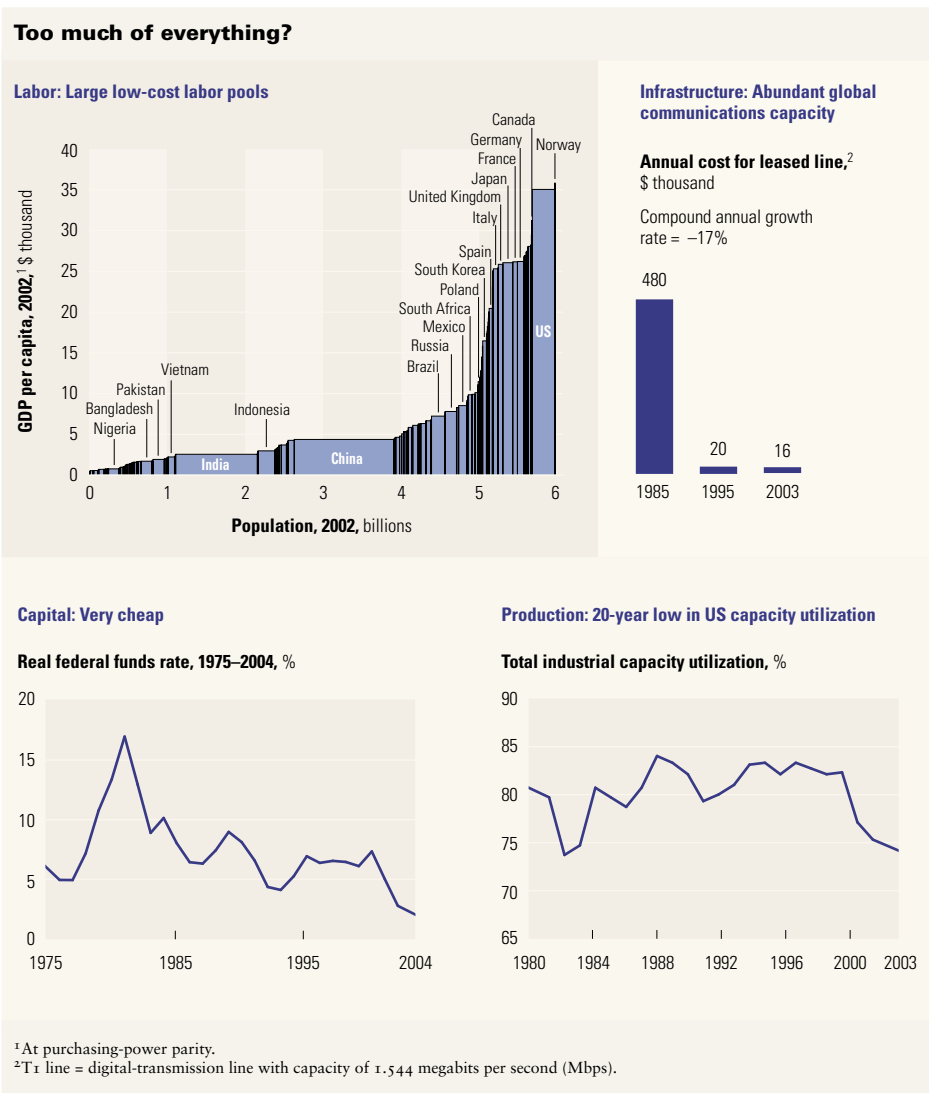 Too much of everything?
Labor: Large low-cost labor pools
GDP per capita, 2002,¹ $ thousand
40
35
30
25
20
15
10
5
0
Nigeria
Bangladesh
Pakistan
Vietnam
India
Indonesia
China
Brazil
Russia
Mexico
South Africa
Poland
South Korea
Spain
Italy
United Kingdom
Japan
France
Germany
Canada
US
Norway
0 1 2 3 4 5 6
Population, 2002, billions
Infrastructure: Abundant global
communications capacity
Annual cost for leased line,²
$ thousand
Compound annual growth
rate = –17%
480
20
16
1985 1995 2003
Capital: Very cheap
Real federal funds rate, 1975–2004, %
20
15
10
5
0
1975 1985 1995 2004
Production: 20-year low in US capacity utilization
Total industrial capacity utilization, %
90
85
80
75
70
65
1980 1984 1988 1992 1996 2000 2003
¹At purchasing-power parity.
²T1 line = digital-transmission line with capacity of 1.544 megabits per second (Mbps).